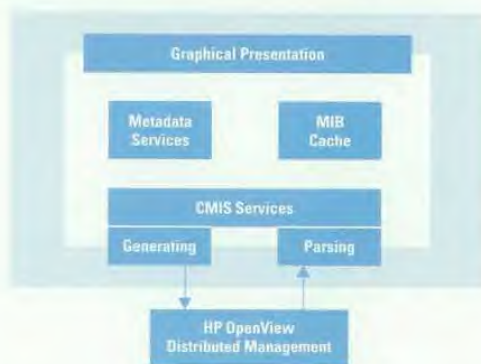 Graphical Presentation
Metadata
Services
MIB
Cache
CMIS Services
Generating
Parsing
HP OpenView
Distributed Management